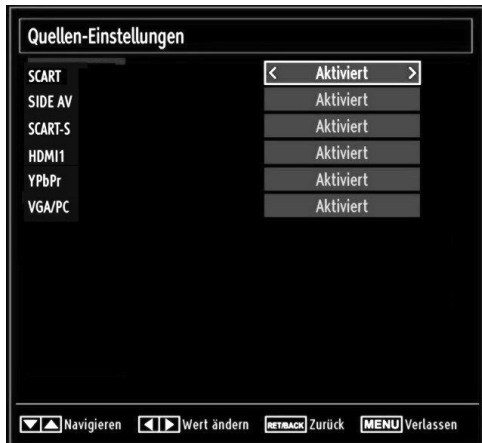 Quellen-Einstellungen
SCART < Aktiviert >
SIDE AV Aktiviert
SCART-S Aktiviert
HDMI1 Aktiviert
YPbPr Aktiviert
VGA/PC Aktiviert
Navigieren Wert ändern RET/BACK Zurück MENU Verlassen